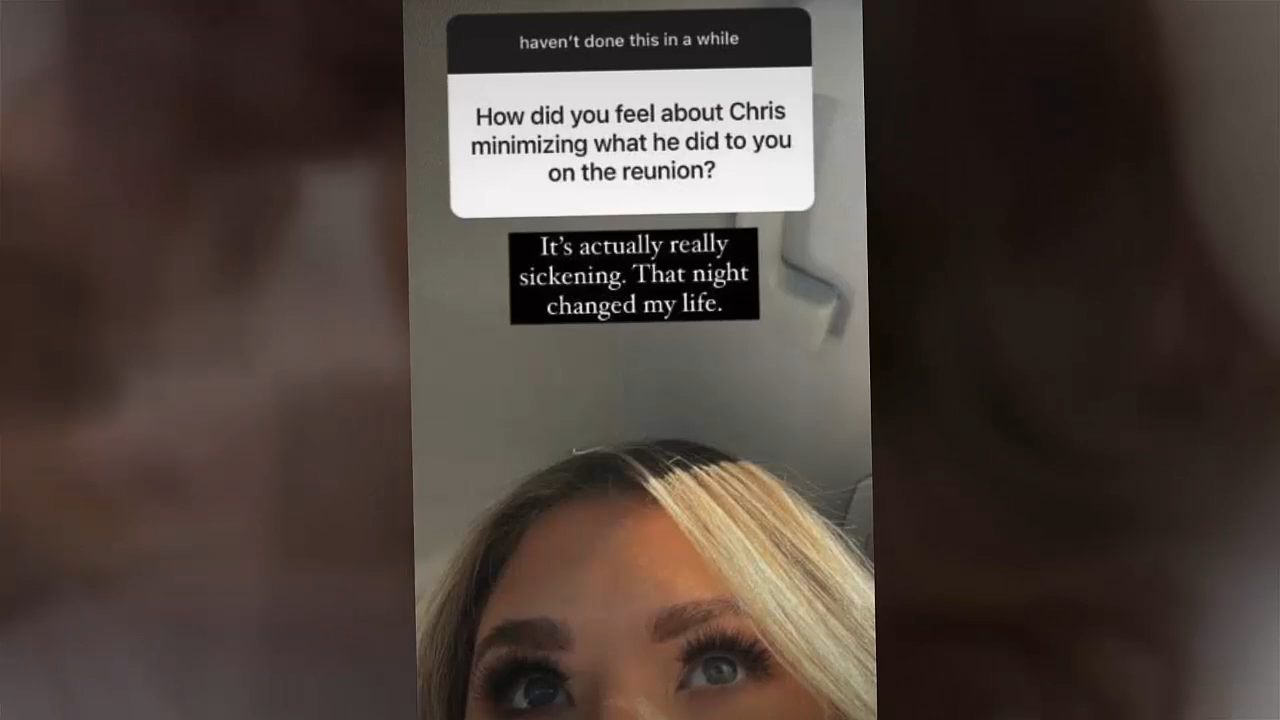 haven't done this in a while
How did you feel about Chris
minimizing what he did to you
on the reunion?
It's actually really
sickening. That night
changed my life.